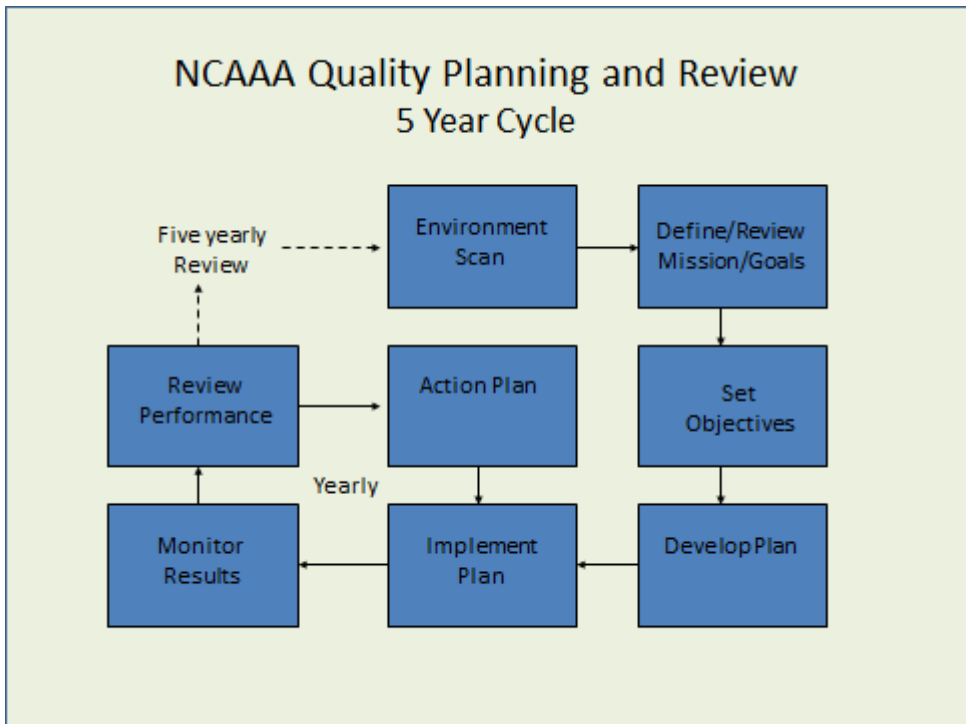 NCAAA Quality Planning and Review
5 Year Cycle
Environment
Scan
Define/Review
Mission/Goals
Five yearly
Review
Review
Performance
Action Plan
Set
Objectives
Yearly
Monitor
Results
Implement
Plan
Develop Plan